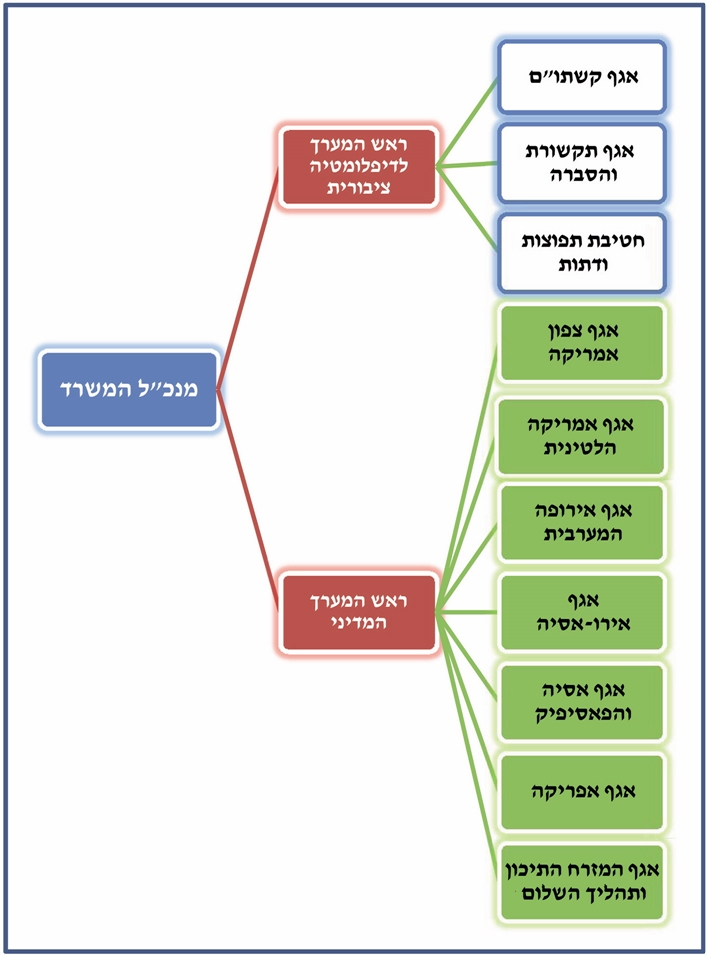 מנכ"ל המשרד
ראש המערך
לדיפלומטיה
ציבורית
אגף קשתו"ם
אגף תקשורת
והסברה
חטיבת תפוצות
ודתות
ראש המערך
המדיני
אגף צפון
אמריקה
אגף אמריקה
הלטינית
אגף אירופה
המערבית
אגף
אירו-אסיה
אגף אסיה
והפאסיפיק
אגף אפריקה
אגף המזרח התיכון
ותהליך השלום